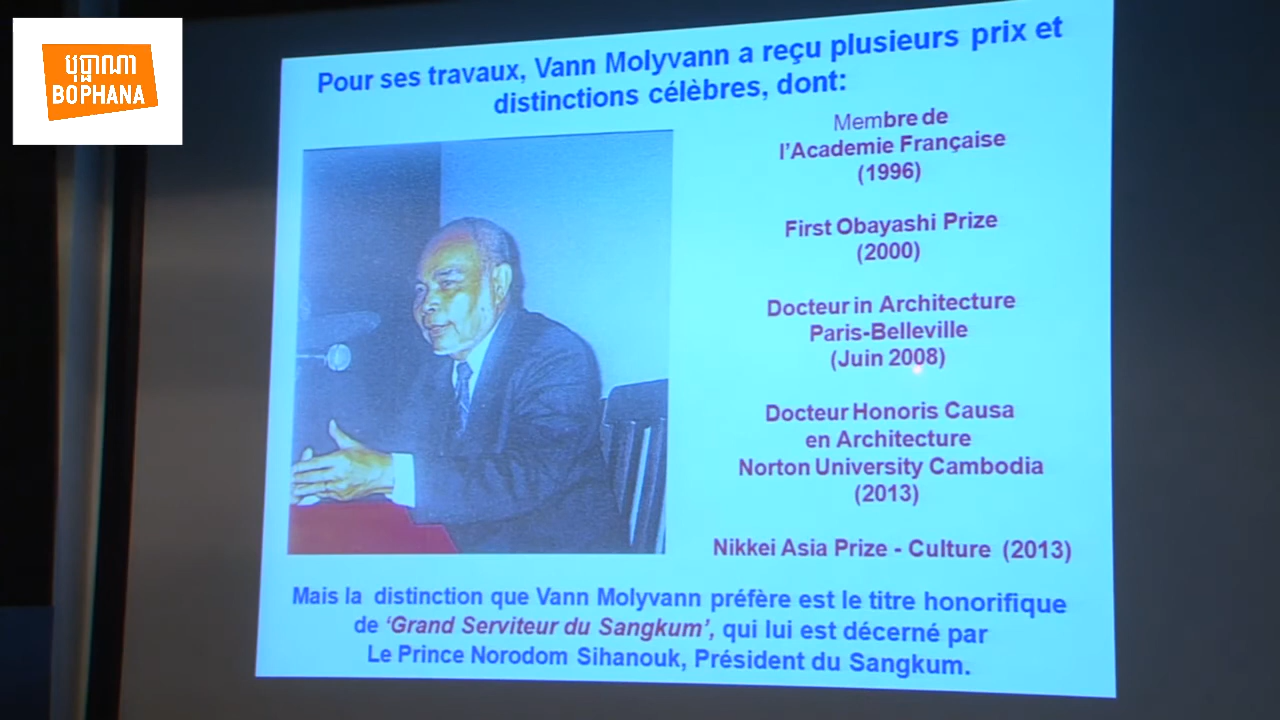 បុប្ផាណា
BOPHANA
Pour ses travaux, Vann Molyvann a reçu plusieurs prix et
distinctions célèbres, dont:
Membre de
l'Academie Française
(1996)
First Obayashi Prize
(2000)
Docteur in Architecture
Paris-Belleville
(Juin 2008)
Docteur Honoris Causa
en Architecture
Norton University Cambodia
(2013)
Nikkei Asia Prize - Culture (2013)
Mais la distinction que Vann Molyvann préfère est le titre honorifique
de ‘Grand Serviteur du Sangkum’, qui lui est décerné par
Le Prince Norodom Sihanouk, Président du Sangkum.